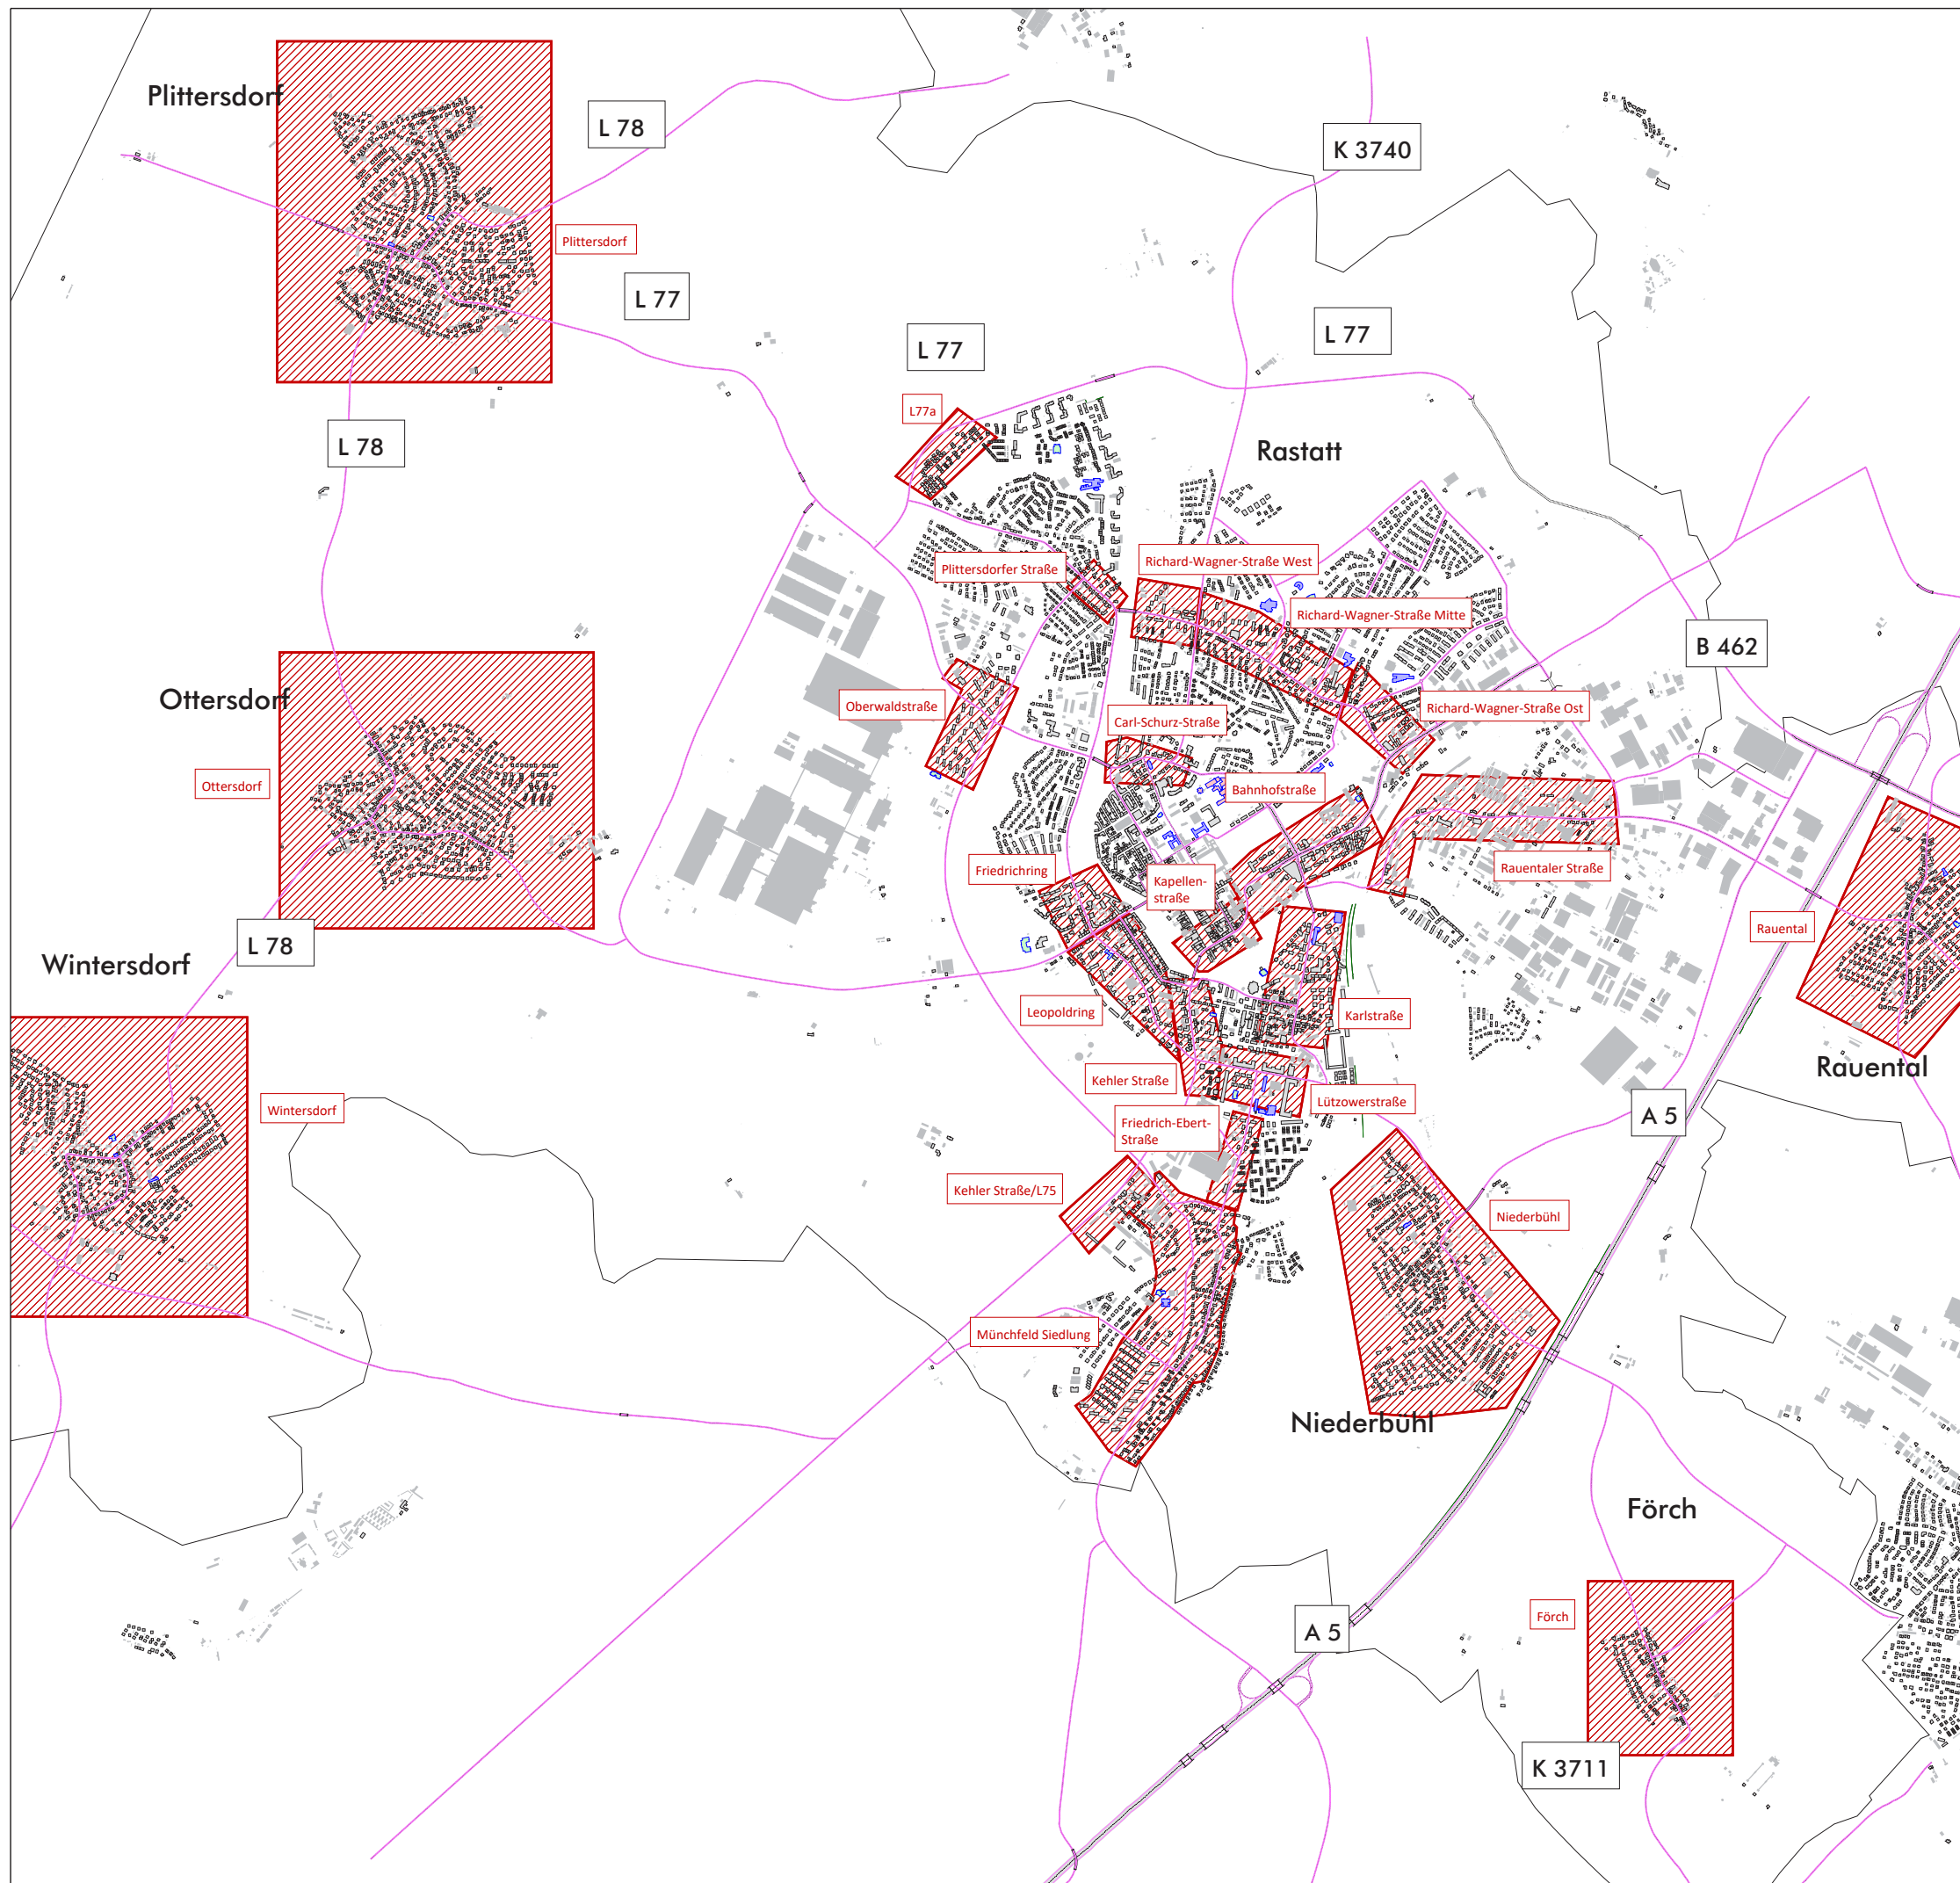 Plittersdorf
L 78
K 3740
Plittersdorf
L 77
L 77
L 77
L77a
L 78
Rastatt
Plittersdorfer Straße
Richard-Wagner-Straße West
Richard-Wagner-Straße Mitte
B 462
Ottersdorf
Oberwaldstraße
Carl-Schurz-Straße
Richard-Wagner-Straße Ost
Ottersdorf
Bahnhofstraße
Friedrichring
Kapellen-
straße
Rauentaler Straße
Rauental
L 78
Wintersdorf
Leopoldring
Karlstraße
Rauental
Kehler Straße
Wintersdorf
Lützowerstraße
A 5
Friedrich-Ebert-
Straße
Kehler Straße/L75
Niederbühl
Münchfeld Siedlung
Niederbühl
Förch
Förch
A 5
K 3711